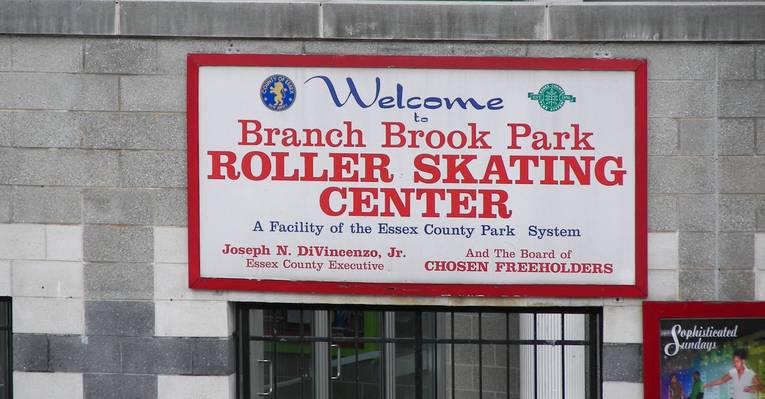 Welcome
to
Branch Brook Park
ROLLER SKATING
CENTER
A Facility of the Essex County Park System
Joseph N. DiVincenzo, Jr.
Essex County Executive
And The Board of
CHOSEN FREEHOLDERS
Sophisticated
Sundays